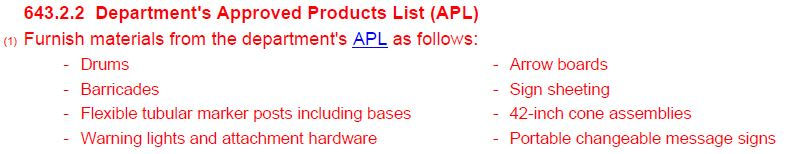 643.2.2 Department's Approved Products List (APL)
(1) Furnish materials from the department's APL as follows:
- Drums
- Barricades
- Flexible tubular marker posts including bases
- Warning lights and attachment hardware
- Arrow boards
- Sign sheeting
- 42-inch cone assemblies
- Portable changeable message signs